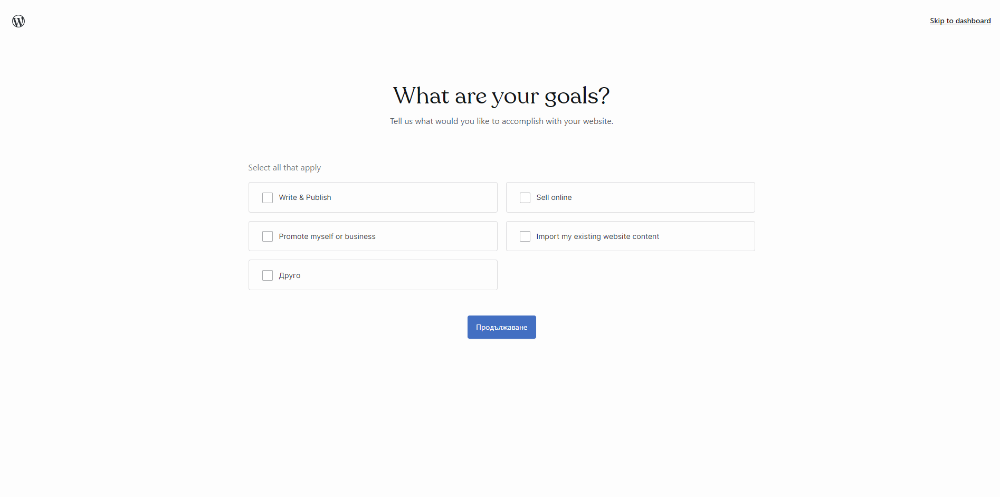 Skip to dashboard
What are your goals?
Tell us what would you like to accomplish with your website.
Select all that apply
Write & Publish
Sell online
Promote myself or business
Import my existing website content
Друго
Продължаване